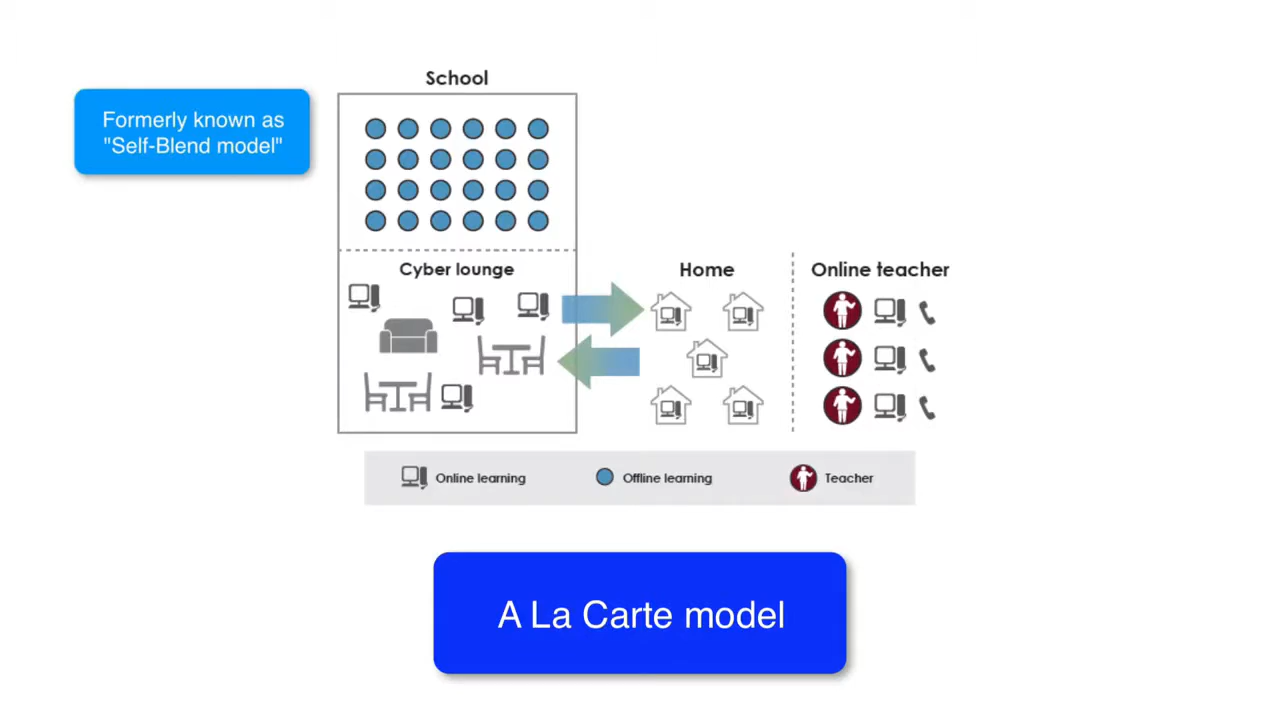 School
Formerly known as
"Self-Blend model"
Cyber lounge
Home
Online teacher
Online learning
Offline learning
Teacher
A La Carte model